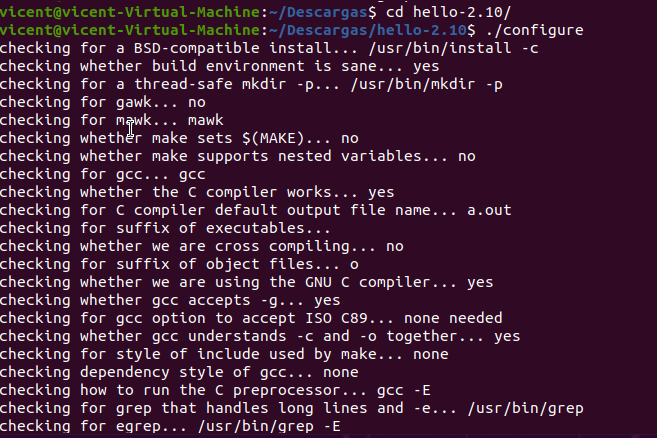 vicent@vicent-Virtual-Machine:~/Descargas$ cd hello-2.10/
vicent@vicent-Virtual-Machine:~/Descargas/hello-2.10$ ./configure
checking for a BSD-compatible install... /usr/bin/install -c
checking whether build environment is sane... yes
checking for a thread-safe mkdir -p... /usr/bin/mkdir -p
checking for gawk... no
checking for mawk... mawk
checking whether make sets $(MAKE)... no
checking whether make supports nested variables... no
checking for gcc... gcc
checking whether the C compiler works... yes
checking for C compiler default output file name... a.out
checking for suffix of executables...
checking whether we are cross compiling... no
checking for suffix of object files... o
checking whether we are using the GNU C compiler... yes
checking whether gcc accepts -g... yes
checking for gcc option to accept ISO C89... none needed
checking whether gcc understands -c and -o together... yes
checking for style of include used by make... none
checking dependency style of gcc... none
checking how to run the C preprocessor... gcc -E
checking for grep that handles long lines and -e... /usr/bin/grep
checking for egrep... /usr/bin/grep -E